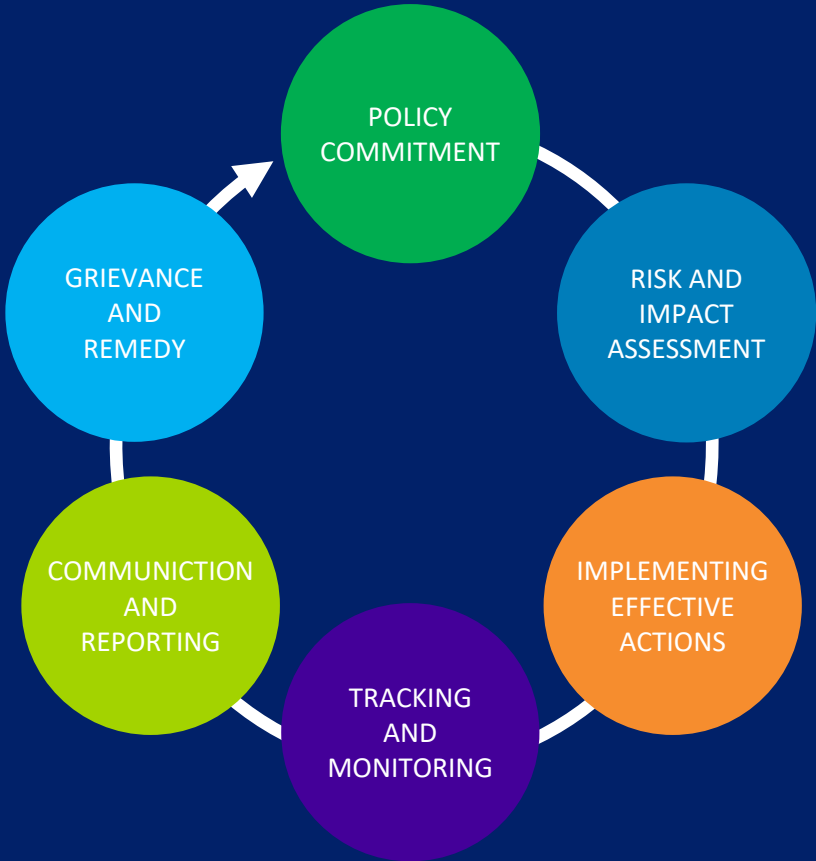 POLICY
COMMITMENT
RISK AND
IMPACT
ASSESSMENT
IMPLEMENTING
EFFECTIVE
ACTIONS
TRACKING
AND
MONITORING
COMMUNICTION
AND
REPORTING
GRIEVANCE
AND
REMEDY